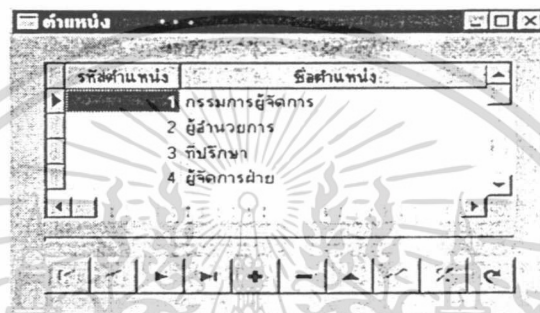 ตำแหน่ง
รหัสตำแหน่ง ชื่อตำแหน่ง
1 กรรมการผู้จัดการ
2 ผู้อำนวยการ
3 ที่ปรึกษา
4 ผู้จัดการฝ่าย